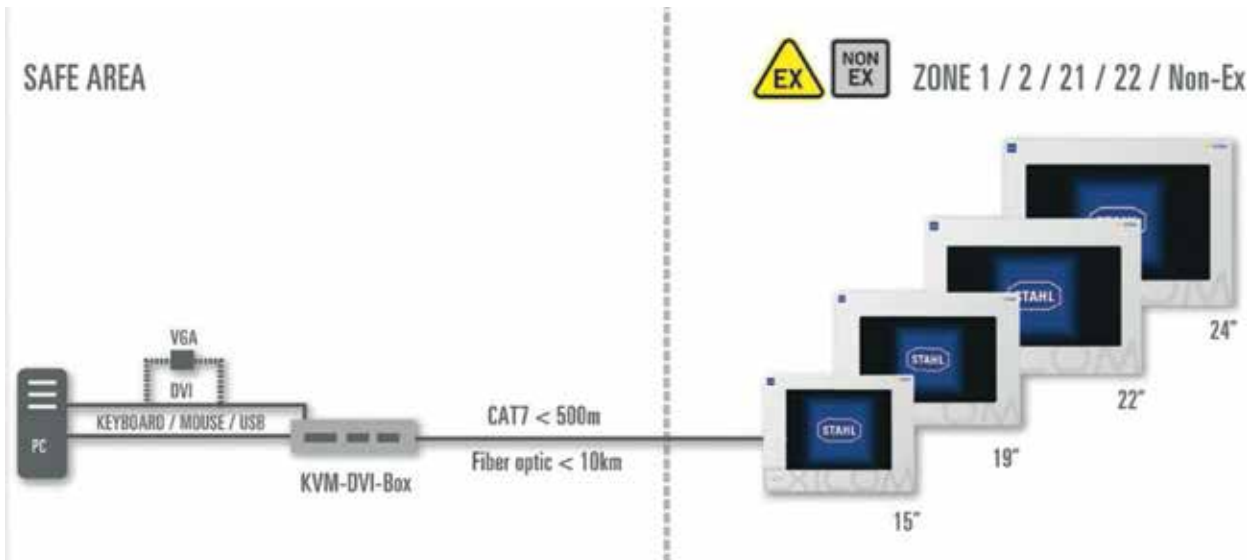 SAFE AREA
EX
NON
EX
ZONE 1 / 2 / 21 / 22 / Non-Ex
VGA
DVI
KEYBOARD / MOUSE / USB
PC
KVM-DVI-Box
CAT7 < 500m
Fiber optic < 10km
STAHL
EXICOM
15"
STAHL
19"
STAHL
22"
STAHL
24"